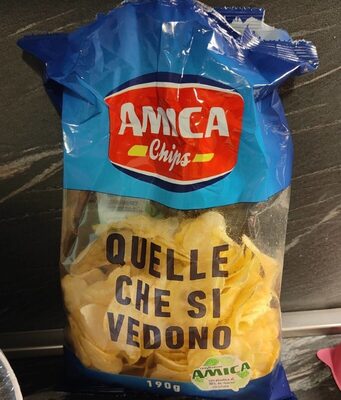 AMICA
Chips
QUELLE
CHE SI
VEDONO
AMICA
190g